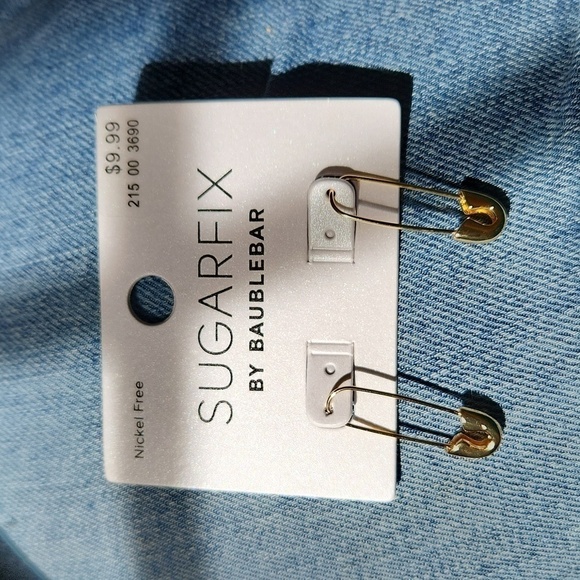 $9.99
215 00 3690
Nickel Free
SUGARFIX
BY BAUBLEBAR